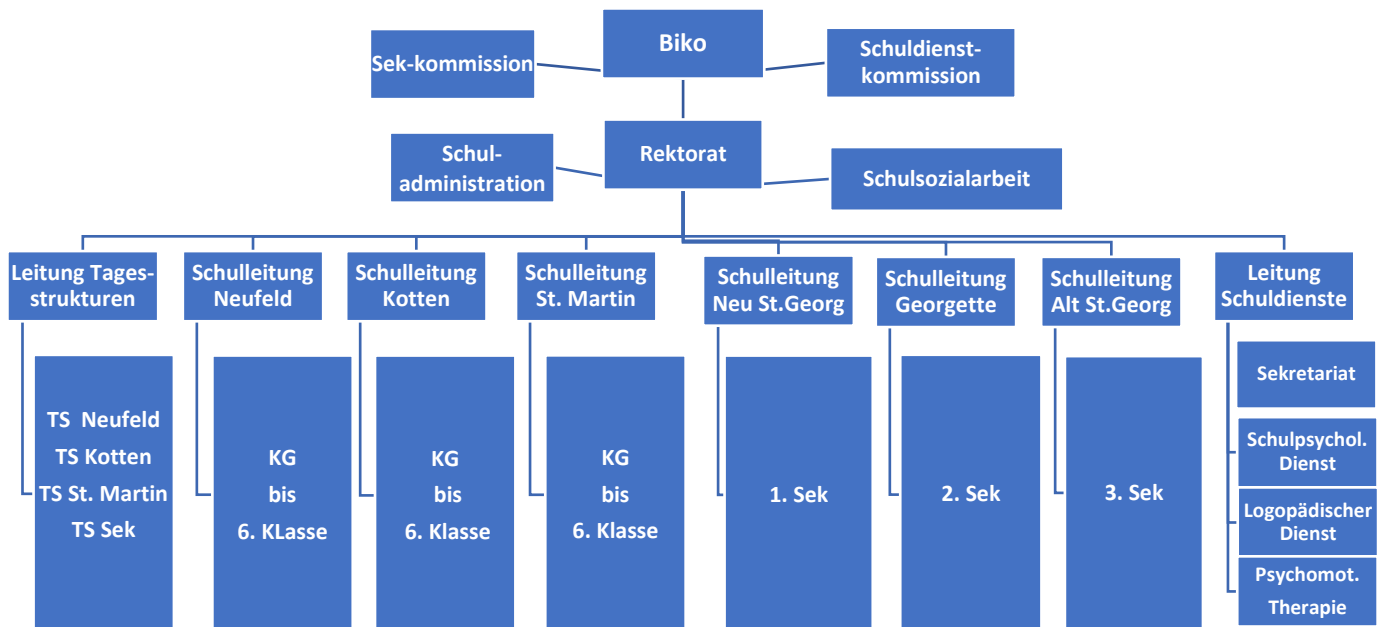 Biko
Sek-kommission
Schuldienst-
kommission
Rektorat
Schul-
administration
Schulsozialarbeit
Leitung Tages-
strukturen
Schulleitung
Neufeld
Schulleitung
Kotten
Schulleitung
St. Martin
Schulleitung
Neu St.Georg
Schulleitung
Georgette
Schulleitung
Alt St.Georg
Leitung
Schuldienste
TS Neufeld
TS Kotten
TS St. Martin
TS Sek
KG
bis
6. KLasse
KG
bis
6. Klasse
KG
bis
6. Klasse
1. Sek
2. Sek
3. Sek
Sekretariat
Schulpsychol.
Dienst
Logopädischer
Dienst
Psychomot.
Therapie